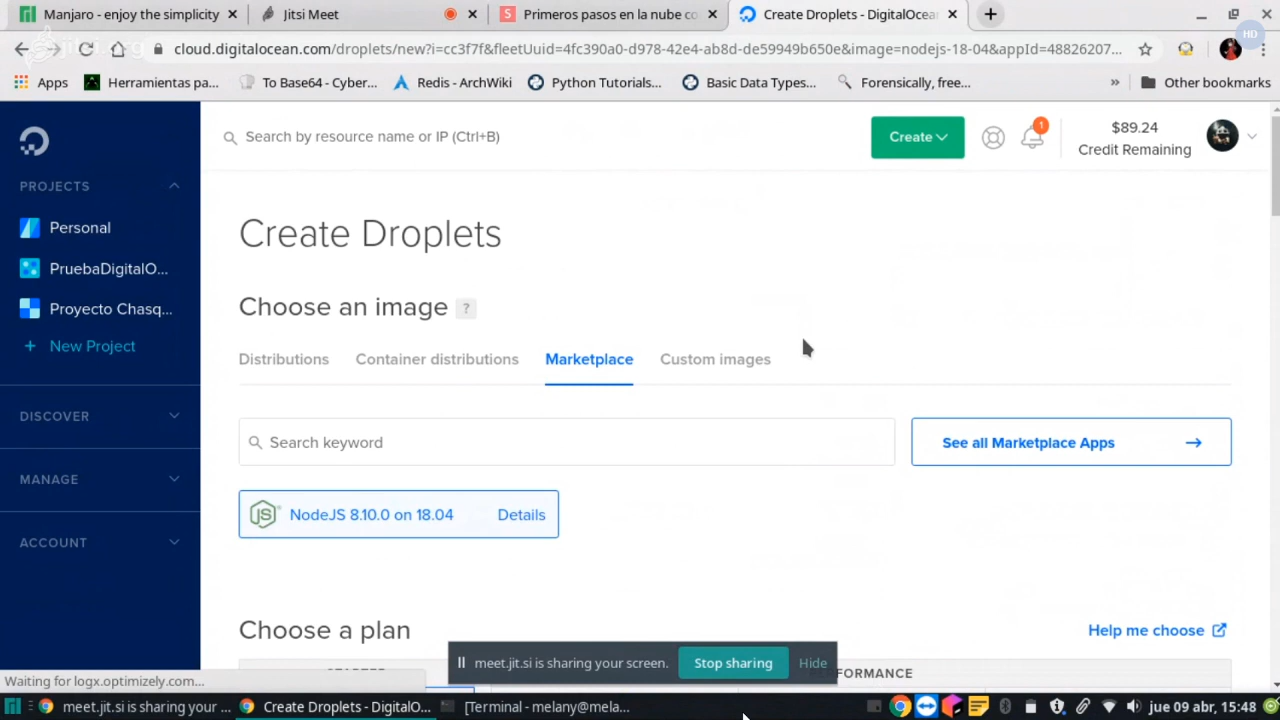 Manjaro - enjoy the simplicity
Jitsi Meet
Primeros pasos en la nube co
Create Droplets - DigitalOcea
cloud.digitalocean.com/droplets/new?i=cc3f7f&fleetUuid=4fc390a0-d978-42e4-ab8d-de59949b650e&image=nodejs-18-04&appId=48826207...
HD
Apps
Herramientas pa...
To Base64 - Cyber...
Redis - ArchWiki
Python Tutorials...
Basic Data Types...
Forensically, free...
»
Other bookmarks
Search by resource name or IP (Ctrl+B)
Create
1
$89.24
Credit Remaining
PROJECTS
Personal
PruebaDigitalO...
Proyecto Chasq...
+ New Project
DISCOVER
MANAGE
ACCOUNT
Create Droplets
Choose an image ?
Distributions
Container distributions
Marketplace
Custom images
Search keyword
See all Marketplace Apps
NodeJS 8.10.0 on 18.04
Details
Choose a plan
Help me choose
meet.jit.si is sharing your screen.
Stop sharing
Hide
Waiting for logx.optimizely.com...
meet.jit.si is sharing your ...
Create Droplets - DigitalO...
[Terminal - melany@mela...
jue 09 abr, 15:48